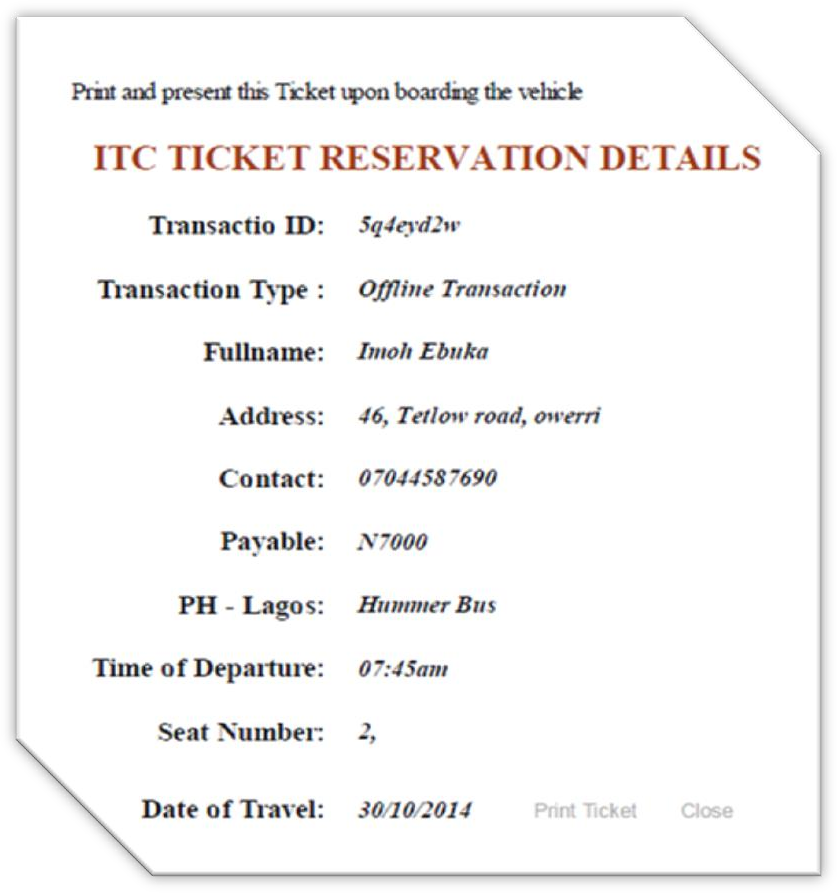 Print and present this Ticket upon boarding the vehicle
ITC TICKET RESERVATION DETAILS
Transactio ID: 5q4eyd2w
Transaction Type : Offline Transaction
Fullname: Imoh Ebuka
Address: 46, Tetlow road, owerri
Contact: 07044587690
Payable: N7000
PH - Lagos: Hummer Bus
Time of Departure: 07:45am
Seat Number: 2,
Date of Travel: 30/10/2014 Print Ticket Close